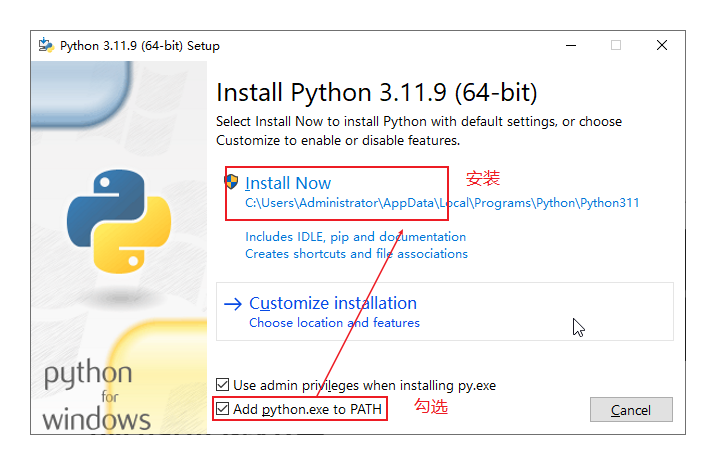 Python 3.11.9 (64-bit) Setup
Install Python 3.11.9 (64-bit)
Select Install Now to install Python with default settings, or choose
Customize to enable or disable features.
Install Now
安装
C:\Users\Administrator\AppData\Local\Programs\Python\Python311
Includes IDLE, pip and documentation
Creates shortcuts and file associations
Customize installation
Choose location and features
python
for
windows
Use admin privileges when installing py.exe
Add python.exe to PATH
勾选
Cancel